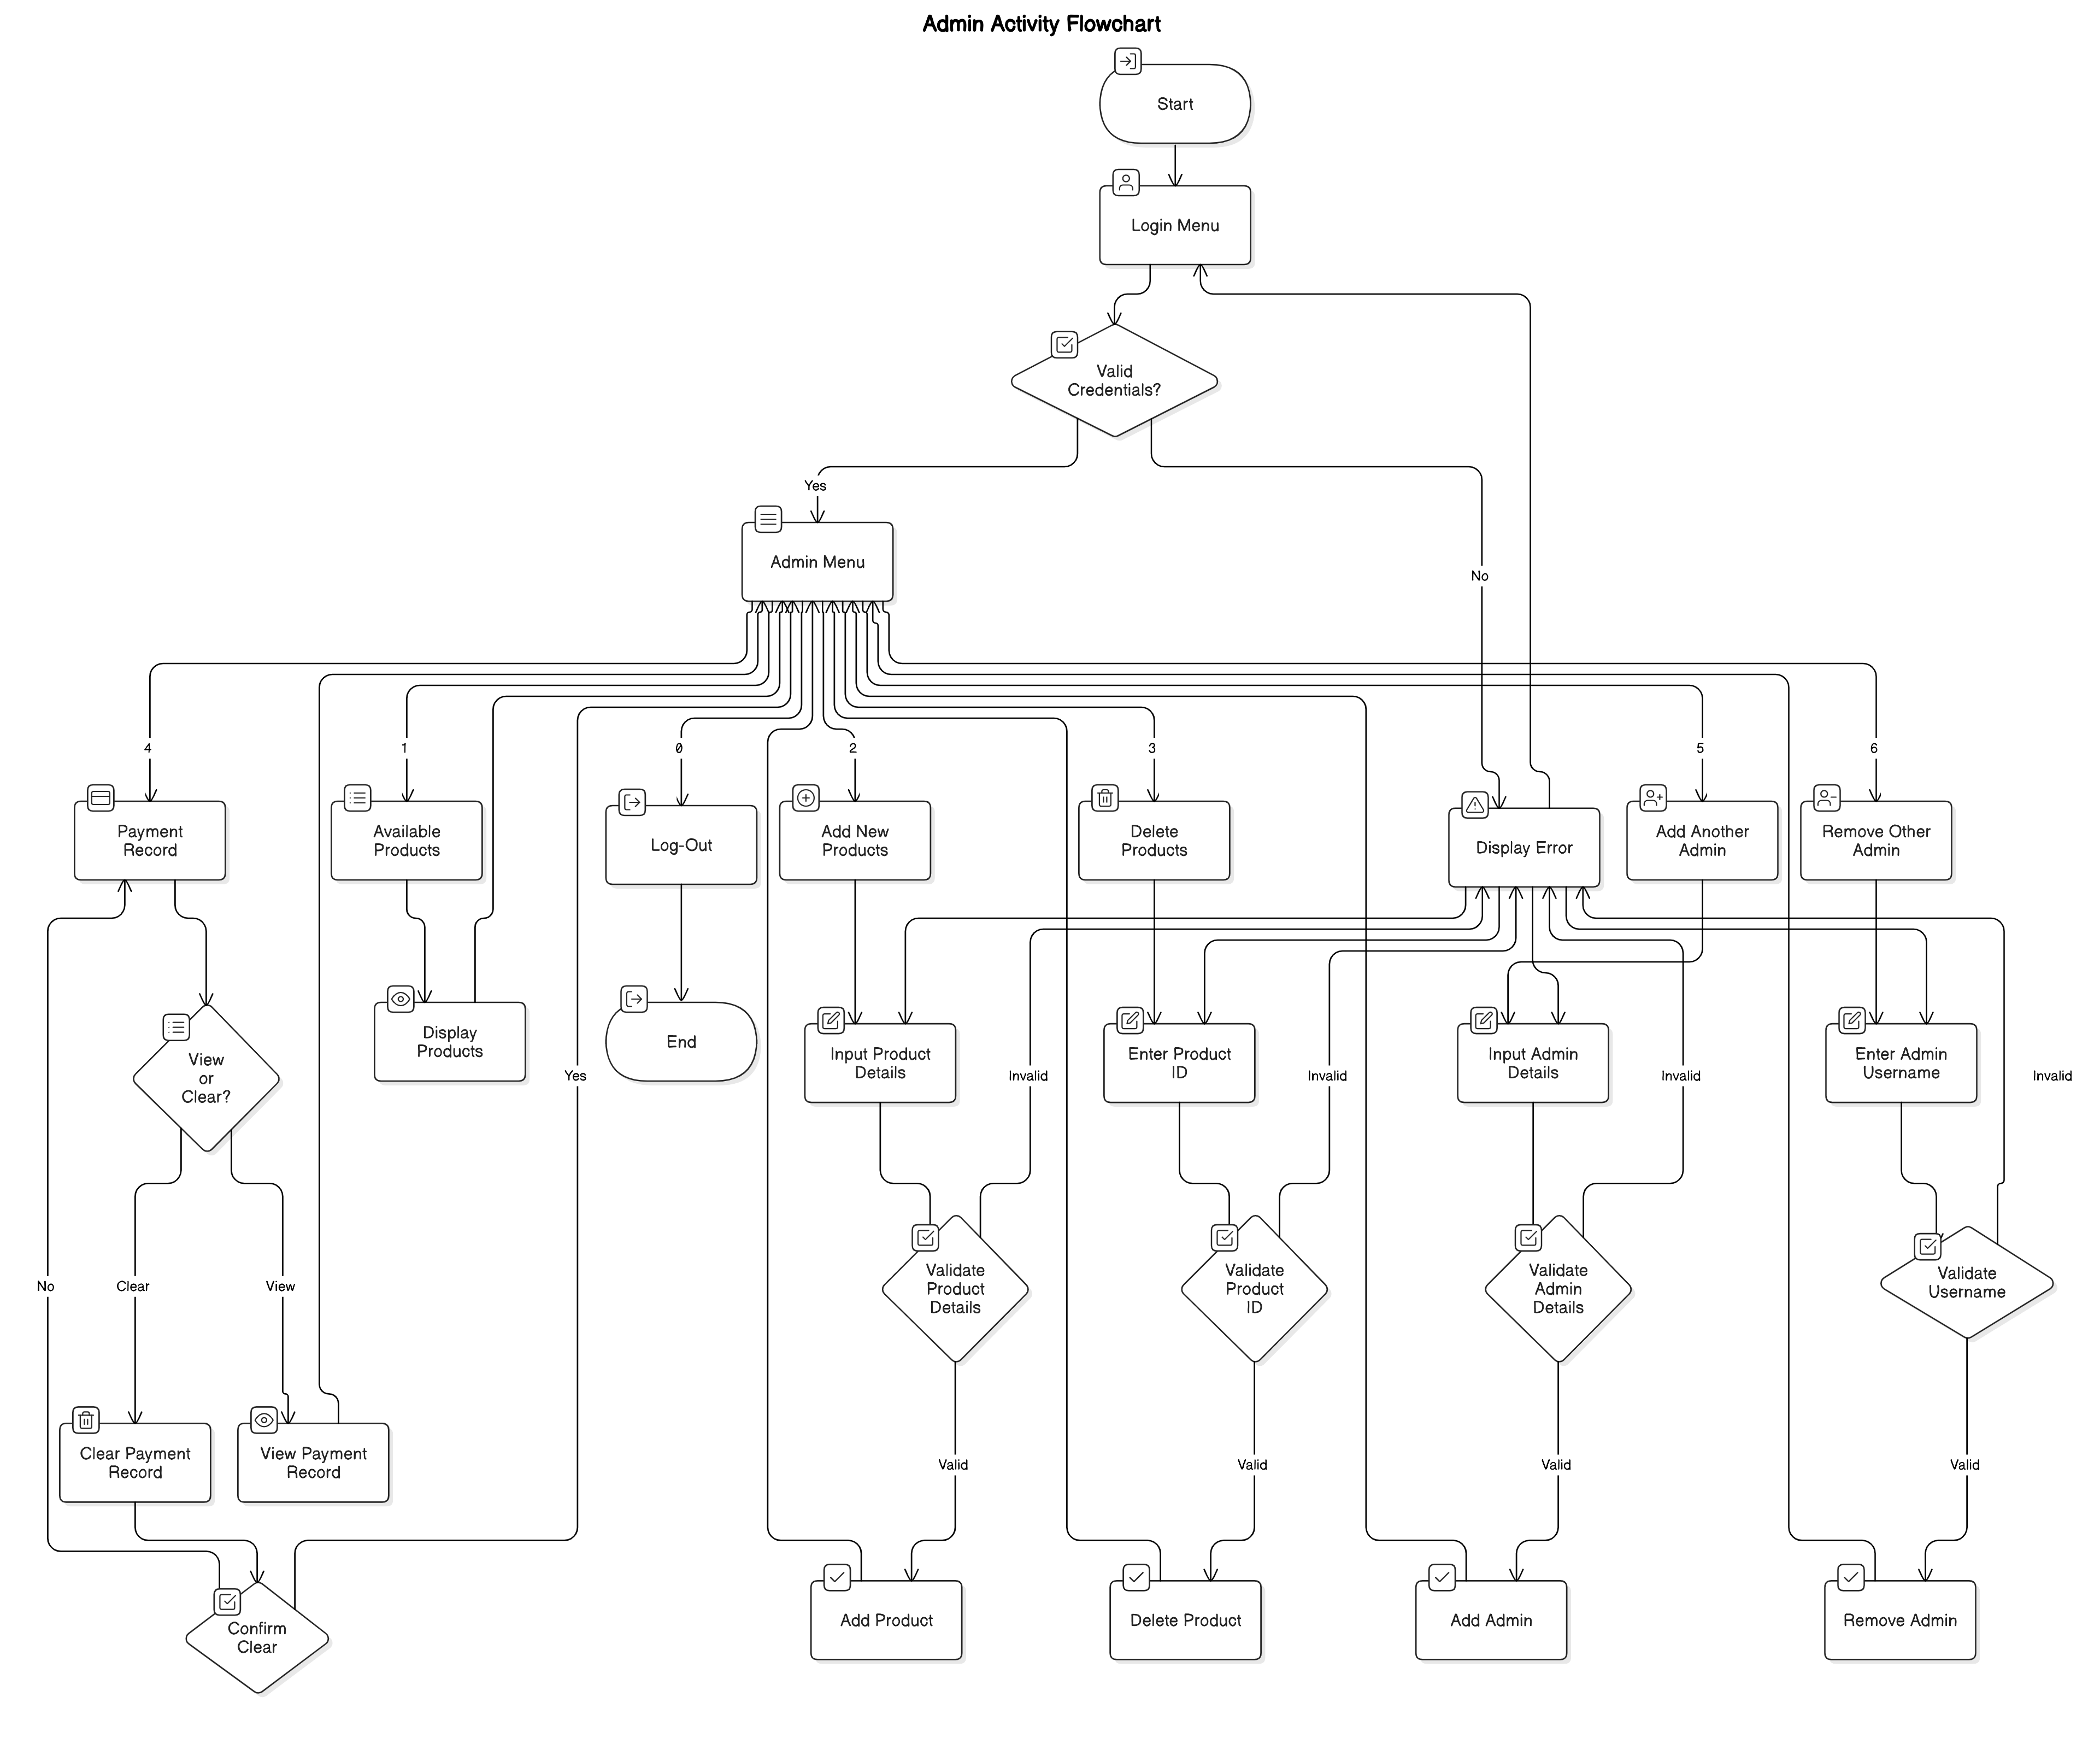 Admin Activity Flowchart
Start
Login Menu
Valid
Credentials?
Yes
Admin Menu
No
4
1
0
2
3
5
6
Payment
Record
Available
Products
Log-Out
Add New
Products
Delete
Products
Display Error
Add Another
Admin
Remove Other
Admin
View
or
Clear?
Display
Products
End
Yes
Input Product
Details
Invalid
Enter Product
ID
Invalid
Input Admin
Details
Invalid
Enter Admin
Username
Invalid
No
Clear
View
Validate
Product
Details
Validate
Product
ID
Validate
Admin
Details
Validate
Username
Clear Payment
Record
View Payment
Record
Valid
Valid
Valid
Valid
Confirm
Clear
Add Product
Delete Product
Add Admin
Remove Admin